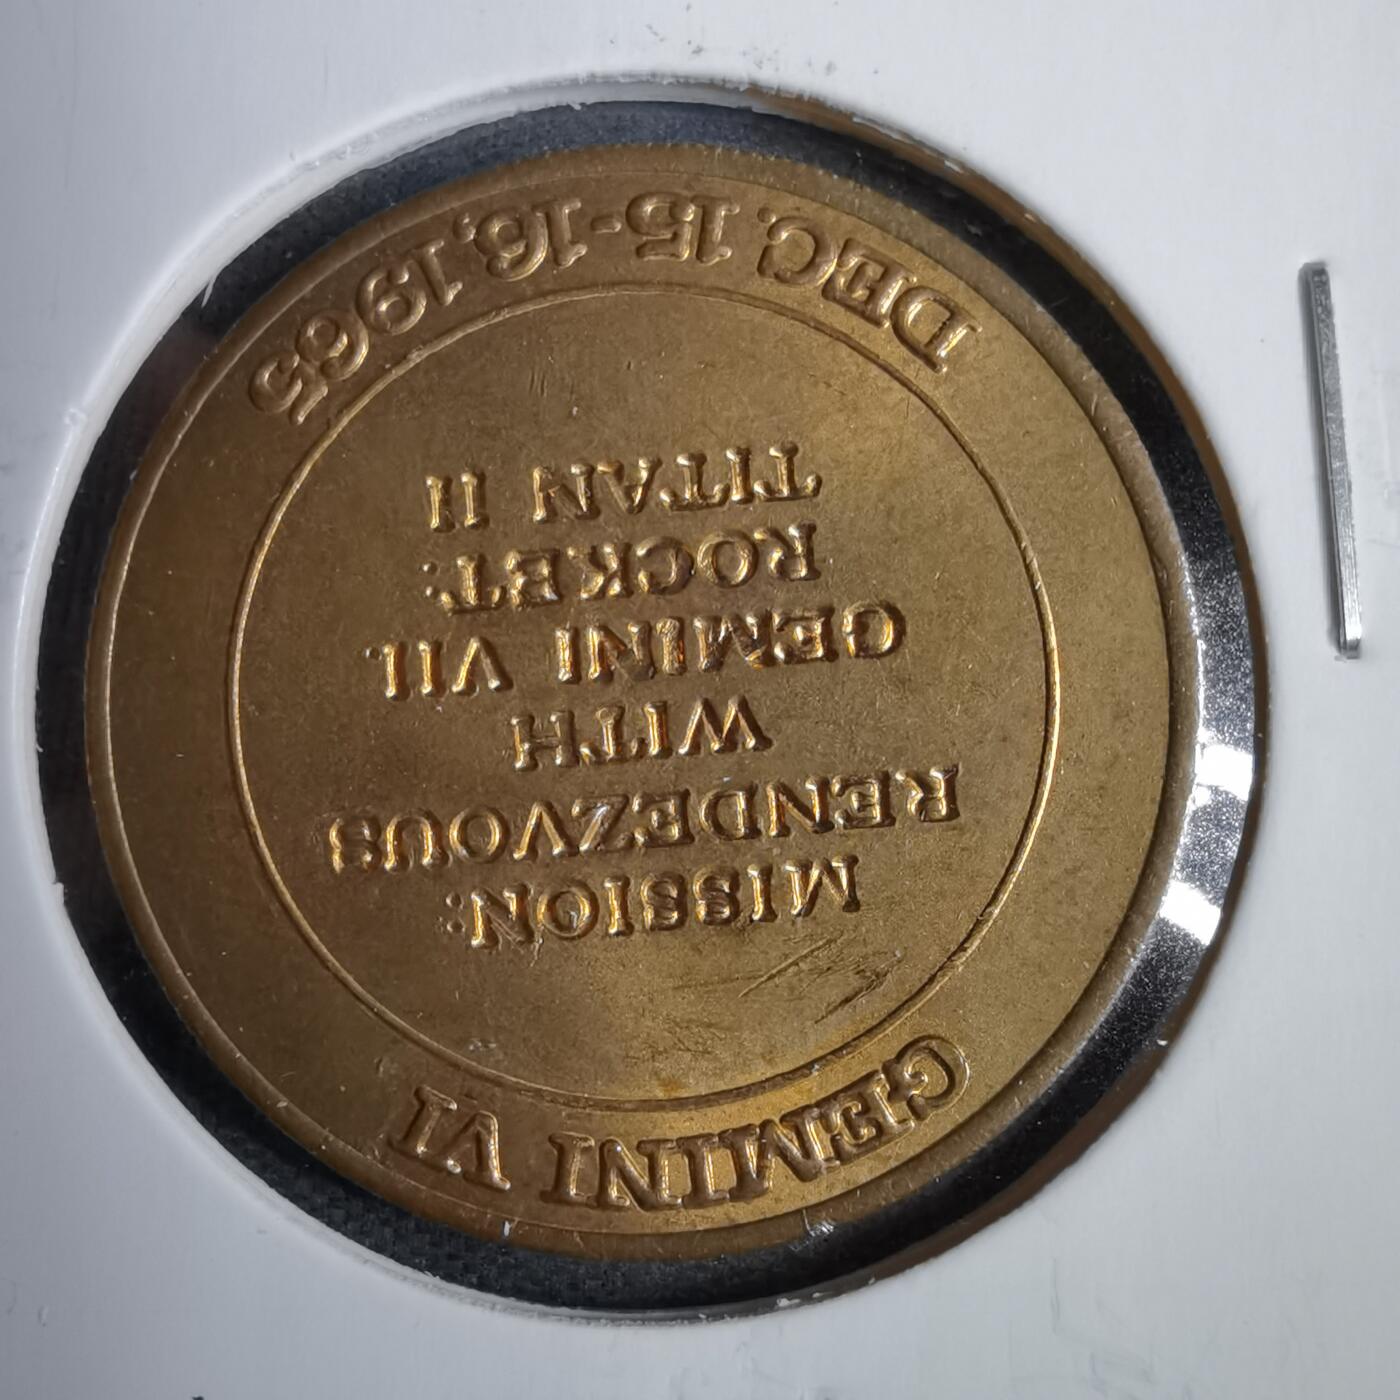 GEMINI VI
MISSION:
RENDEZVOUS
WITH
GEMINI VII.
ROCKET:
TITAN II
DEC. 15-16, 1965